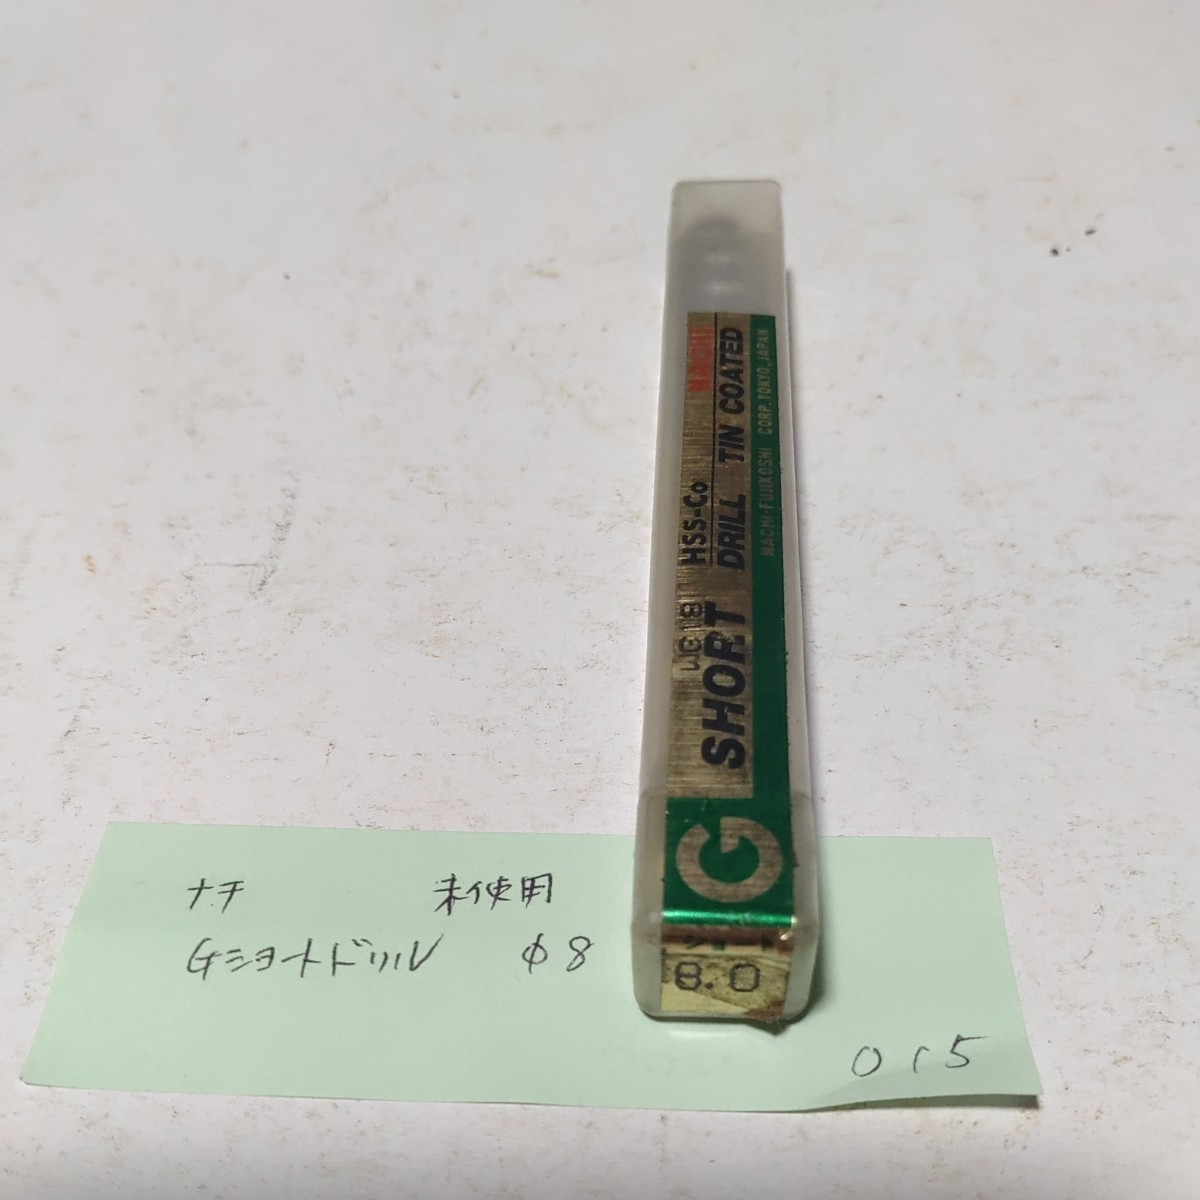 NACHI
HSS-Co
G SHORT DRILL TIN COATED
NACHI-FUJIKOSHI CORP. TOKYO, JAPAN
8.0
ナチ 未使用
Gショートドリル φ8
015